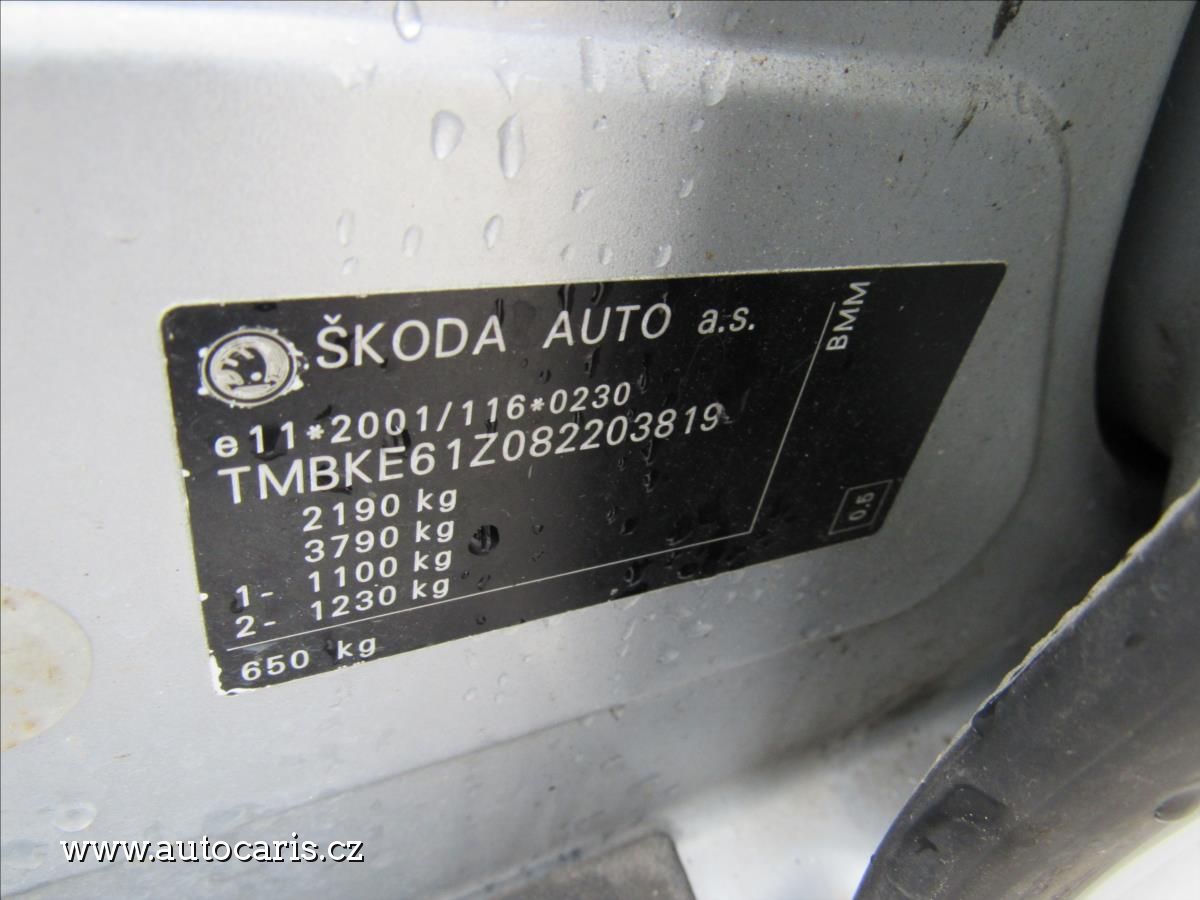 ŠKODA AUTO a.s.
e11*2001/116*0230
TMBKE61Z082203819
2190 kg
3790 kg
1- 1100 kg
2- 1230 kg
650 kg
BMM
0.5
www.autocaris.cz